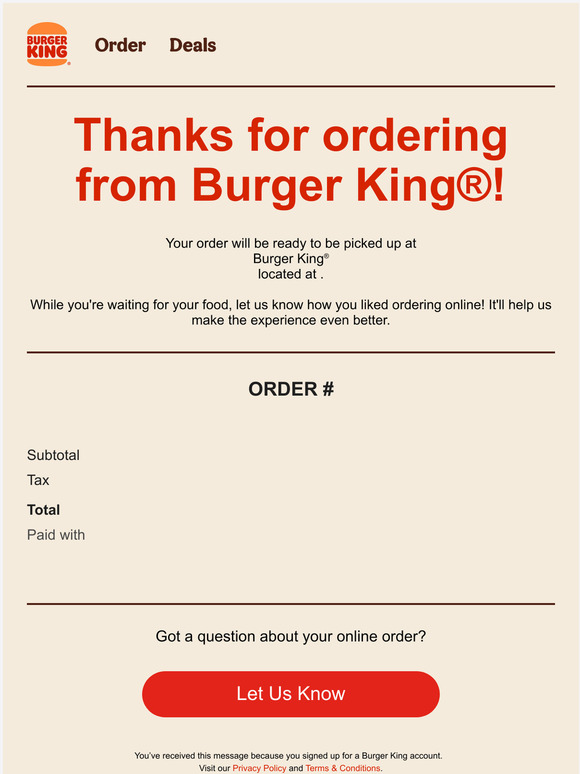 BURGER
KING®
Order Deals
Thanks for ordering
from Burger King®!
Your order will be ready to be picked up at
Burger King®
located at .
While you're waiting for your food, let us know how you liked ordering online! It'll help us
make the experience even better.
ORDER #
Subtotal
Tax
Total
Paid with
Got a question about your online order?
Let Us Know
You've received this message because you signed up for a Burger King account.
Visit our Privacy Policy and Terms & Conditions.